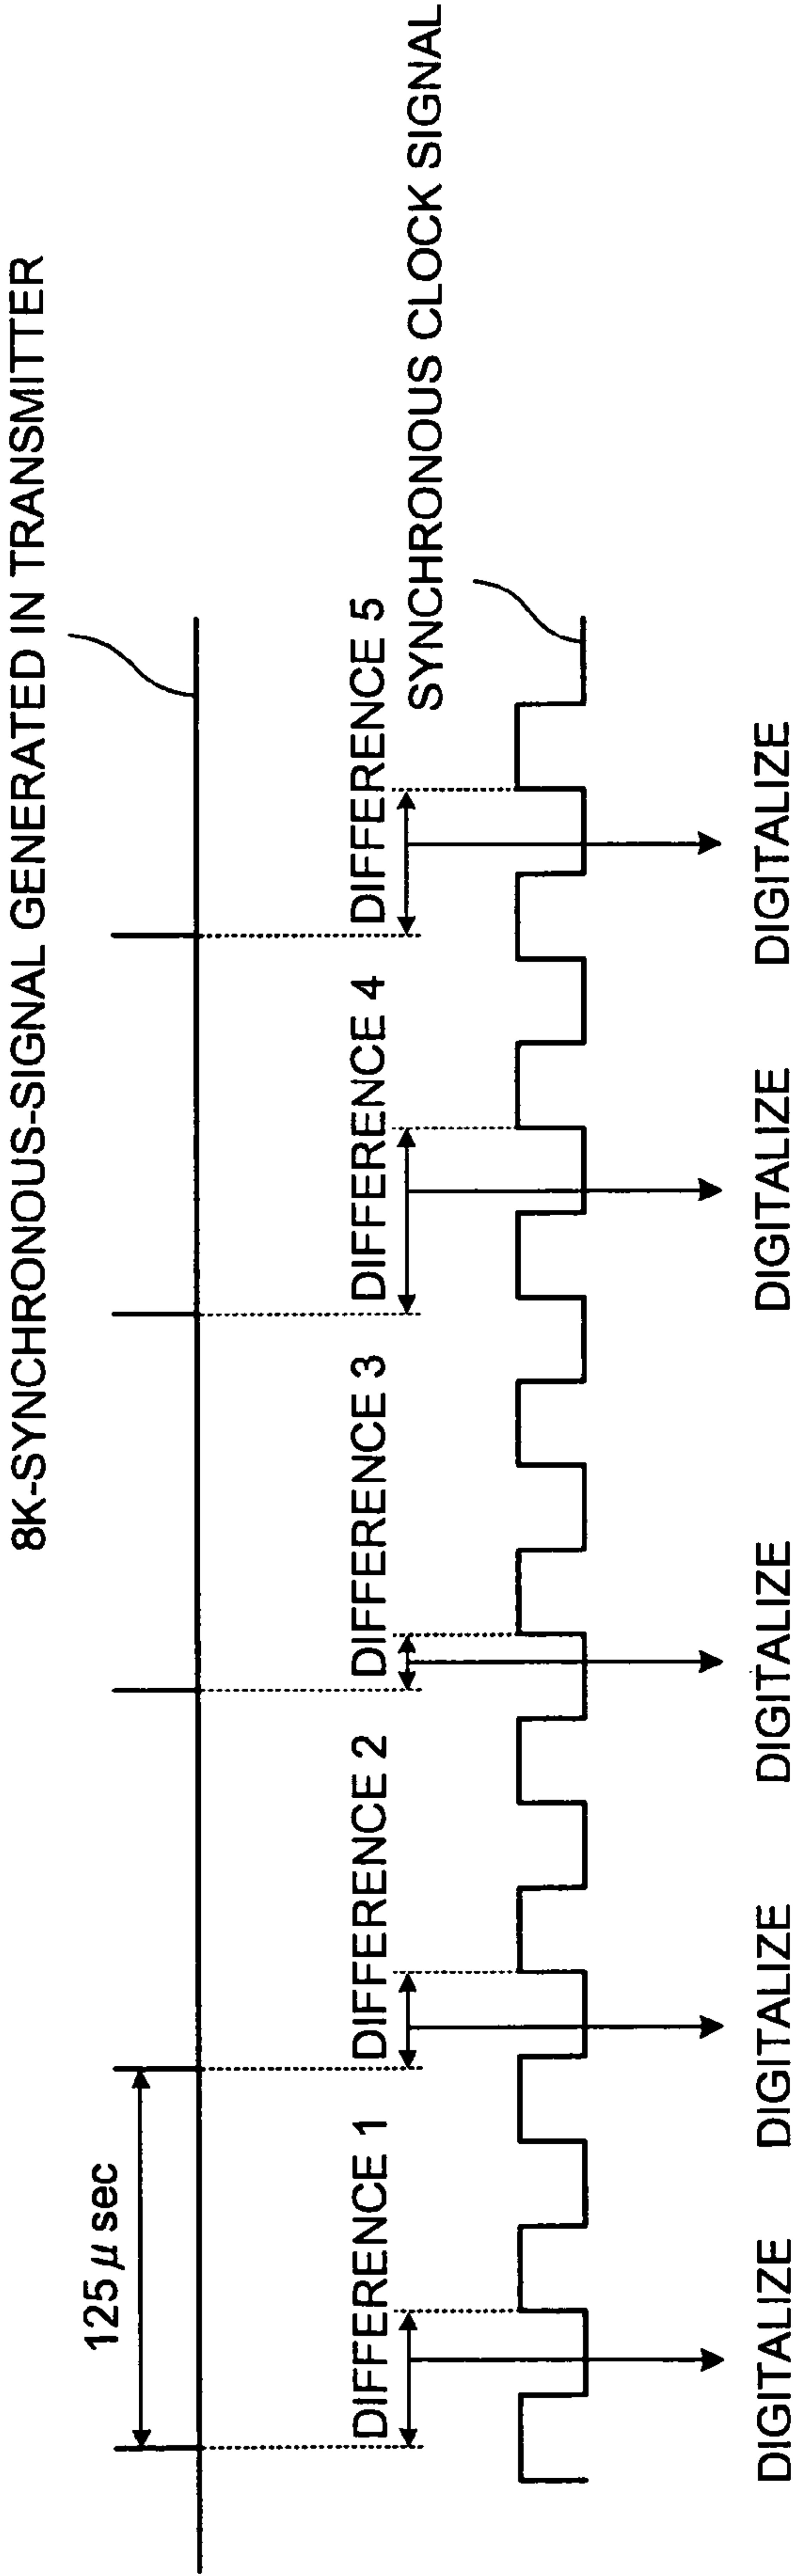 8K-SYNCHRONOUS-SIGNAL GENERATED IN TRANSMITTER
125 μ sec
SYNCHRONOUS CLOCK SIGNAL
DIFFERENCE 1
DIFFERENCE 2
DIFFERENCE 3
DIFFERENCE 4
DIFFERENCE 5
DIGITALIZE
DIGITALIZE
DIGITALIZE
DIGITALIZE
DIGITALIZE